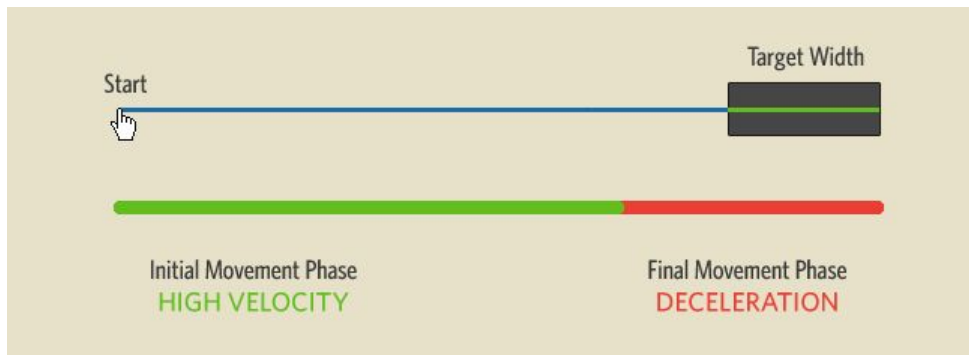 Target Width
Start
Initial Movement Phase
HIGH VELOCITY
Final Movement Phase
DECELERATION